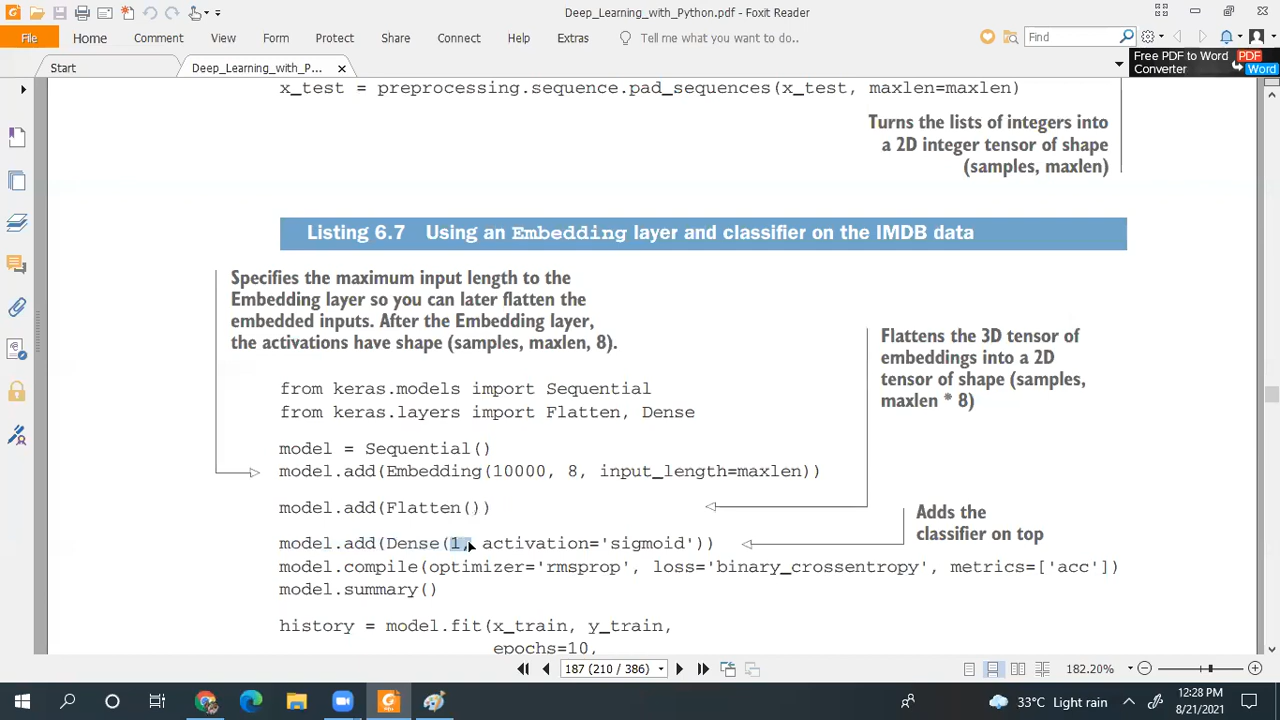 Deep_Learning_with_Python.pdf - Foxit Reader
File Home Comment View Form Protect Share Connect Help Extras Tell me what you want to do.. Find
Start Deep_Learning_with_P... Free PDF to Word Converter PDF Word
x_test = preprocessing.sequence.pad_sequences(x_test, maxlen=maxlen)
Turns the lists of integers into
a 2D integer tensor of shape
(samples, maxlen)
Listing 6.7 Using an Embedding layer and classifier on the IMDB data
Specifies the maximum input length to the
Embedding layer so you can later flatten the
embedded inputs. After the Embedding layer,
the activations have shape (samples, maxlen, 8).
Flattens the 3D tensor of
embeddings into a 2D
tensor of shape (samples,
maxlen * 8)
from keras.models import Sequential
from keras.layers import Flatten, Dense
model = Sequential()
model.add(Embedding(10000, 8, input_length=maxlen))
model.add(Flatten())
Adds the
classifier on top
model.add(Dense(1, activation='sigmoid'))
model.compile(optimizer='rmsprop', loss='binary_crossentropy', metrics=['acc'])
model.summary()
history = model.fit(x_train, y_train,
epochs=10,
187 (210 / 386) 182.20%
33°C Light rain
12:28 PM
8/21/2021